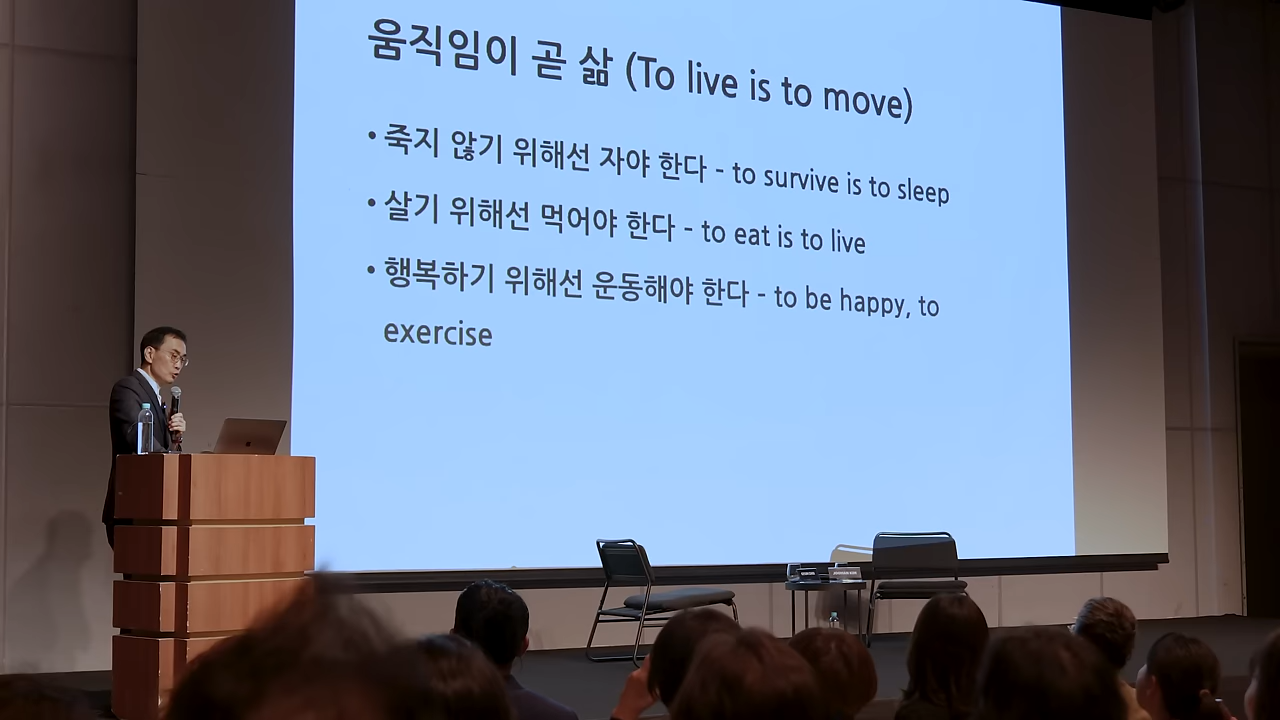 움직임이 곧 삶 (To live is to move)
• 죽지 않기 위해선 자야 한다 - to survive is to sleep
• 살기 위해선 먹어야 한다 - to eat is to live
• 행복하기 위해선 운동해야 한다 - to be happy, to
exercise